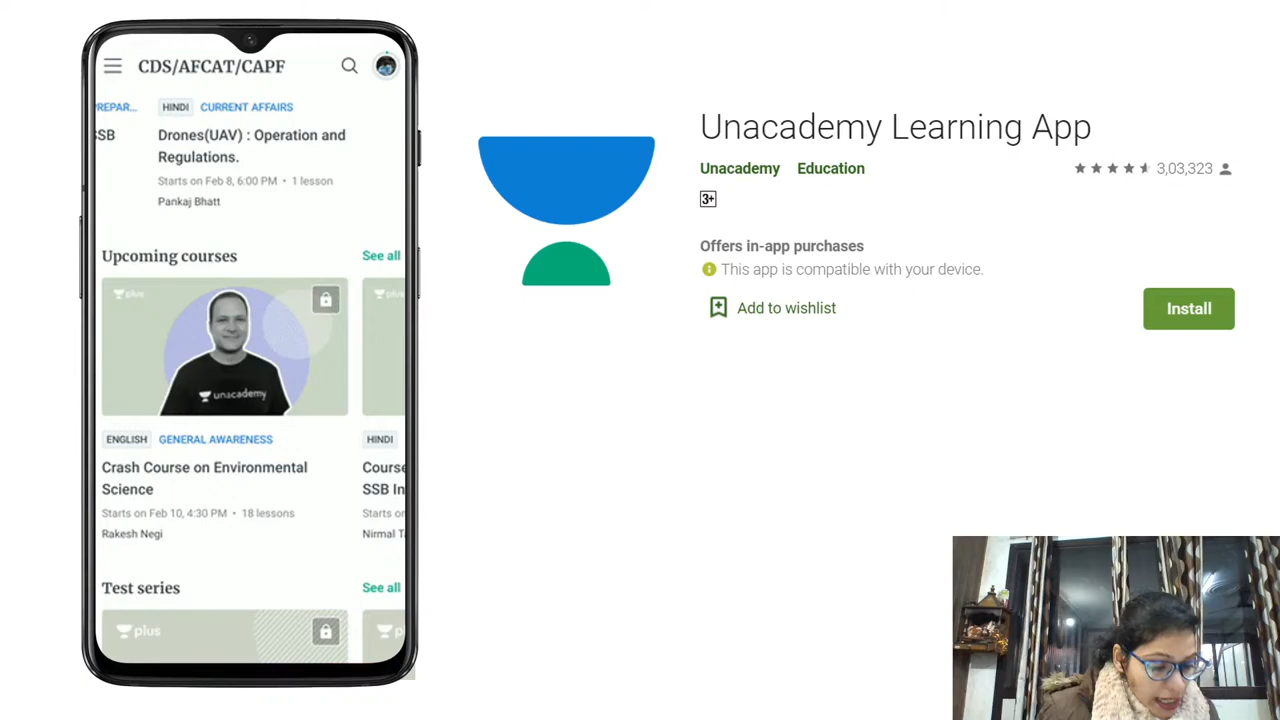 CDS/AFCAT/CAPF
PREPAR... HINDI CURRENT AFFAIRS
SSB Drones(UAV) : Operation and
Regulations.
Starts on Feb 8, 6:00 PM • 1 lesson
Pankaj Bhatt
Upcoming courses See all
plus plus
unacademy
ENGLISH GENERAL AWARENESS HINDI
Crash Course on Environmental Course
Science SSB In
Starts on Feb 10, 4:30 PM • 18 lessons Starts on
Rakesh Negi Nirmal
Test series See all
plus
Unacademy Learning App
Unacademy Education 3,03,323
3+
Offers in-app purchases
This app is compatible with your device.
Add to wishlist Install